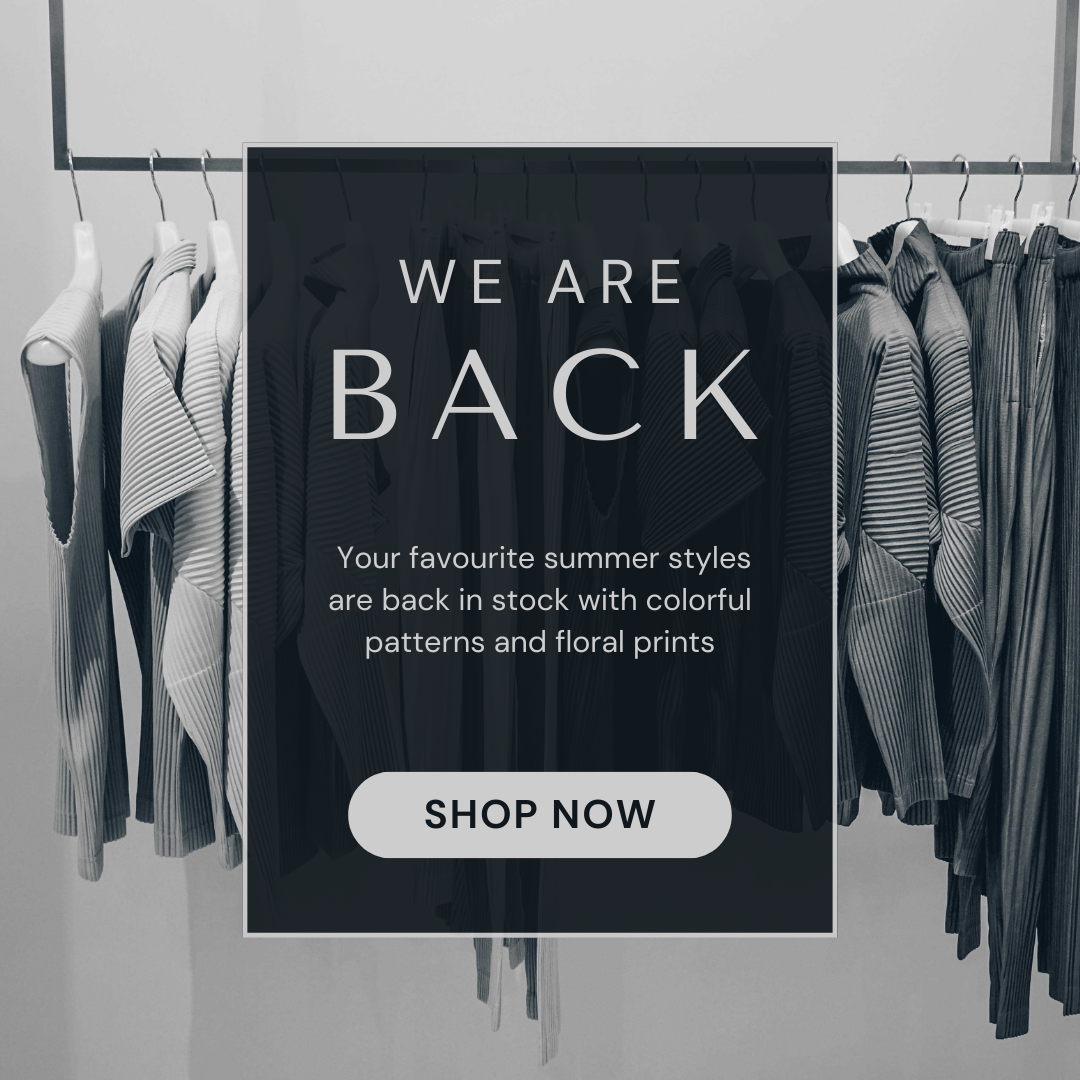 WE ARE
BACK
Your favourite summer styles
are back in stock with colorful
patterns and floral prints
SHOP NOW